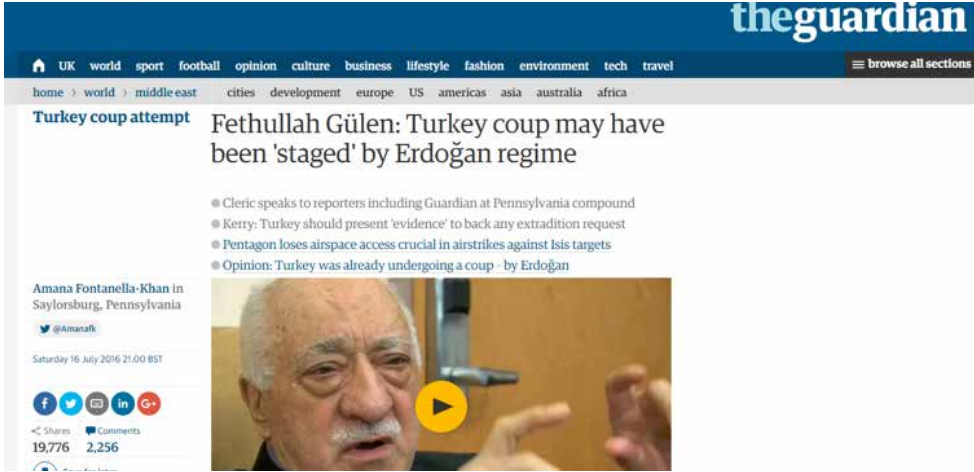 theguardian
UK world sport football opinion culture business lifestyle fashion environment tech travel
browse all sections
home world middle east cities development europe US americas asia australia africa
Turkey coup attempt
Fethullah Gülen: Turkey coup may have
been 'staged' by Erdoğan regime
Cleric speaks to reporters including Guardian at Pennsylvania compound
Kerry: Turkey should present 'evidence' to back any extradition request
Pentagon loses airspace access crucial in airstrikes against Isis targets
Opinion: Turkey was already undergoing a coup - by Erdoğan
Amana Fontanella-Khan in
Saylorsburg, Pennsylvania
@Amanafk
Saturday 16 July 2016 21.00 BST
Shares Comments
19,776 2,256